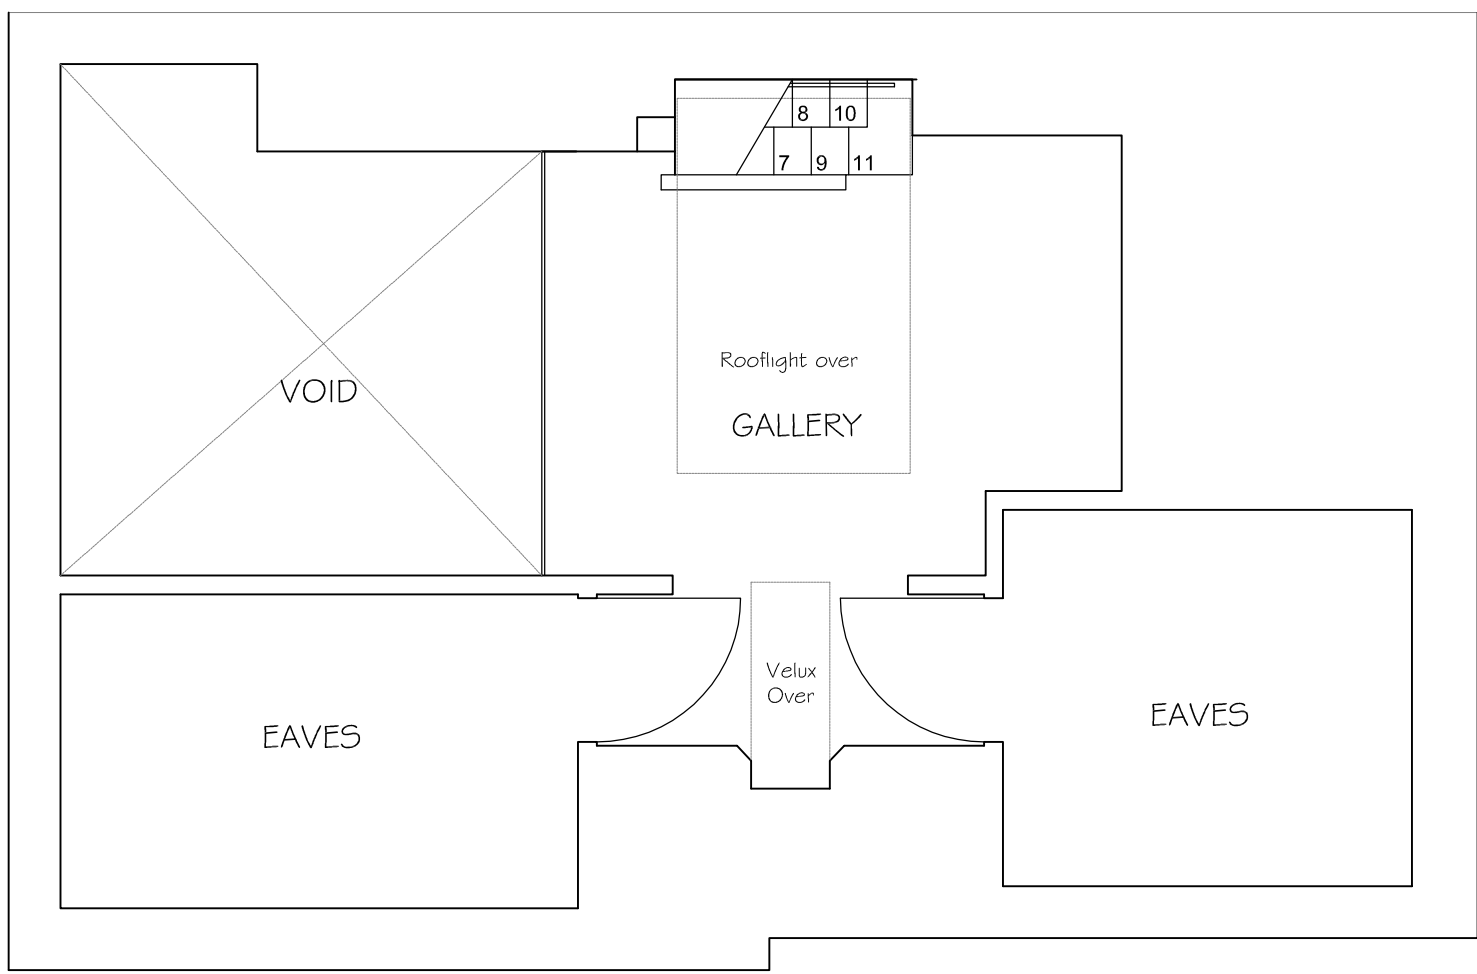 8 10
7 9 11
Rooflight over
GALLERY
VOID
Velux
Over
EAVES
EAVES